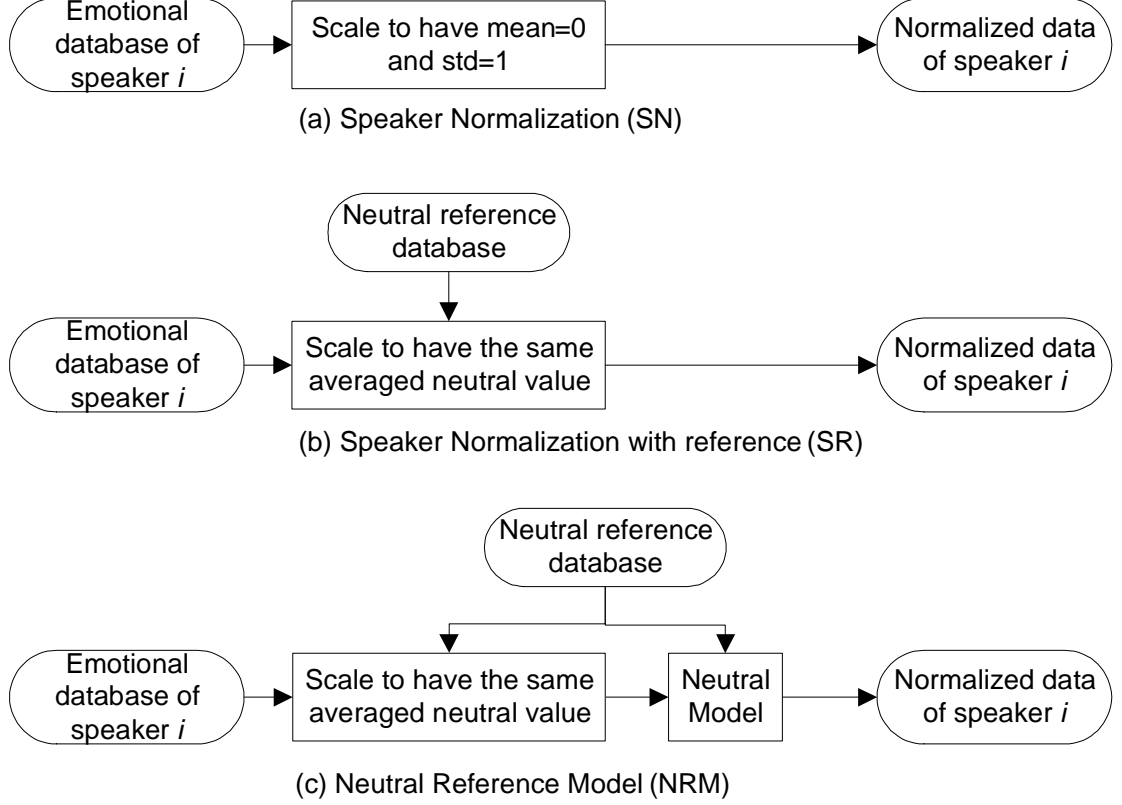 Emotional
database of
speaker i
Scale to have mean=0
and std=1
Normalized data
of speaker i
(a) Speaker Normalization (SN)
Neutral reference
database
Emotional
database of
speaker i
Scale to have the same
averaged neutral value
Normalized data
of speaker i
(b) Speaker Normalization with reference (SR)
Neutral reference
database
Emotional
database of
speaker i
Scale to have the same
averaged neutral value
Neutral
Model
Normalized data
of speaker i
(c) Neutral Reference Model (NRM)